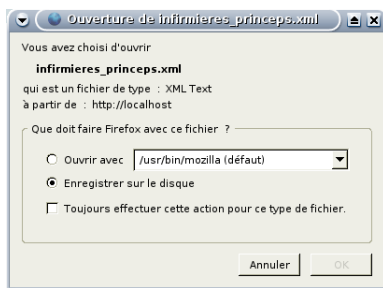 Ouverture de infirmieres_princeps.xml
Vous avez choisi d'ouvrir
infirmieres_princeps.xml
qui est un fichier de type : XML Text
à partir de : http://localhost
Que doit faire Firefox avec ce fichier ?
Ouvrir avec /usr/bin/mozilla (défaut)
Enregistrer sur le disque
Toujours effectuer cette action pour ce type de fichier.
Annuler OK